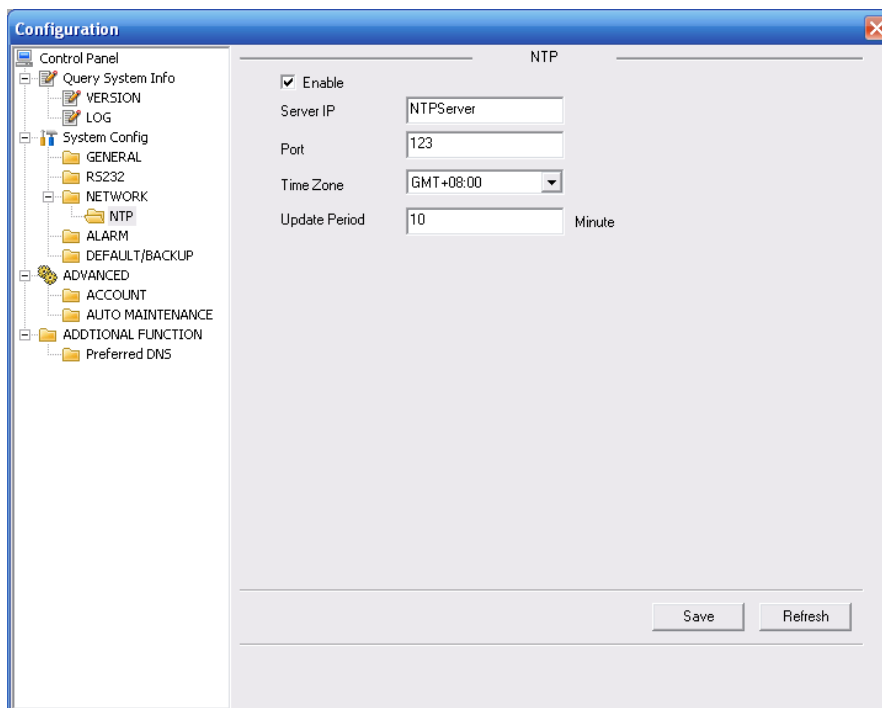 Configuration
Control Panel
Query System Info
VERSION
LOG
System Config
GENERAL
RS232
NETWORK
NTP
ALARM
DEFAULT/BACKUP
ADVANCED
ACCOUNT
AUTO MAINTENANCE
ADDTIONAL FUNCTION
Preferred DNS
NTP
Enable
Server IP NTPServer
Port 123
Time Zone GMT+08:00
Update Period 10 Minute
Save Refresh